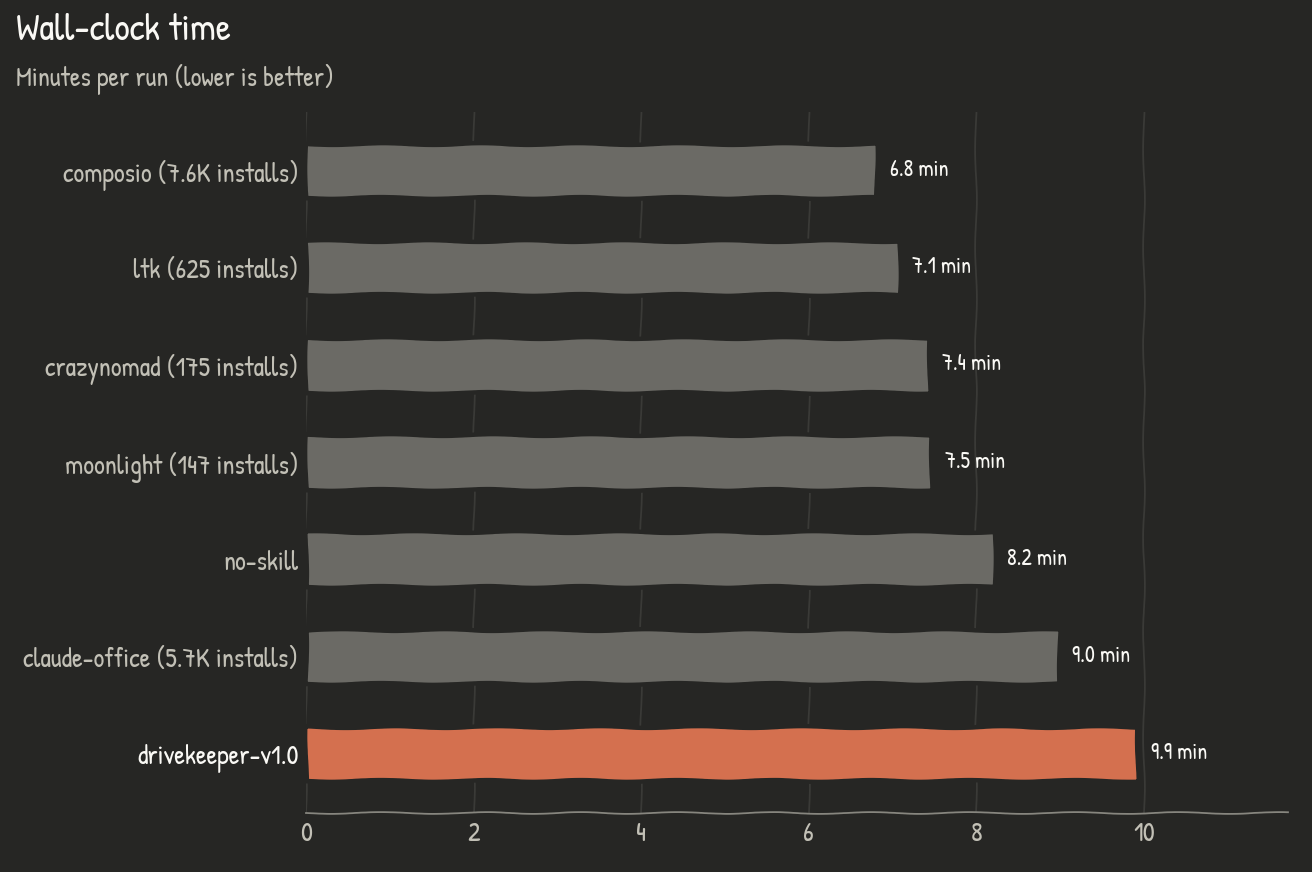 Wall-clock time
Minutes per run (lower is better)
composio (7.6K installs) 6.8 min
ltk (625 installs) 7.1 min
crazynomad (175 installs) 7.4 min
moonlight (147 installs) 7.5 min
no-skill 8.2 min
claude-office (5.7K installs) 9.0 min
drivekeeper-v1.0 9.9 min
0 2 4 6 8 10